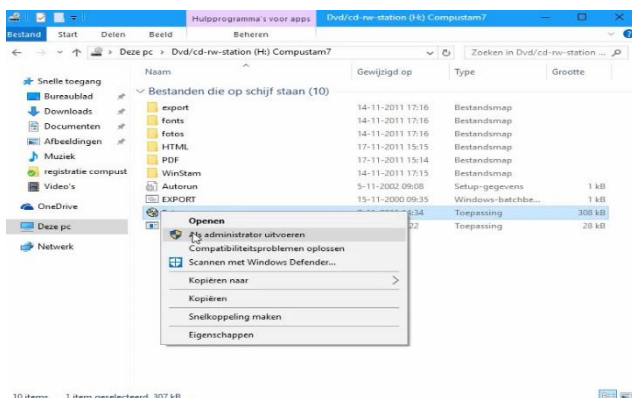 Hulpprogramma's voor apps Dvd/cd-rw-station (H:) Compustam7
Bestand Start Delen Beeld Beheren
Deze pc > Dvd/cd-rw-station (H:) Compustam7
Zoeken in Dvd/cd-rw-station ...
Snelle toegang
Bureaublad
Downloads
Documenten
Afbeeldingen
Muziek
registratie compust
Video's
OneDrive
Deze pc
Netwerk
Naam Gewijzigd op Type Grootte
Bestanden die op schijf staan (10)
export 14-11-2011 17:16 Bestandsmap
fonts 14-11-2011 17:16 Bestandsmap
fotos 14-11-2011 17:16 Bestandsmap
HTML 17-11-2011 15:15 Bestandsmap
PDF 17-11-2011 15:14 Bestandsmap
WinStam 14-11-2011 17:15 Bestandsmap
Autorun 5-11-2002 09:08 Setup-gegevens 1 kB
EXPORT 15-11-2000 09:35 Windows-batchbe... 1 kB
:34 Toepassing 308 kB
22 Toepassing 28 kB
Openen
Als administrator uitvoeren
Compatibiliteitsproblemen oplossen
Scannen met Windows Defender...
Kopiëren naar >
Kopiëren
Snelkoppeling maken
Eigenschappen
10 items 1 item geselecteerd 307 kB